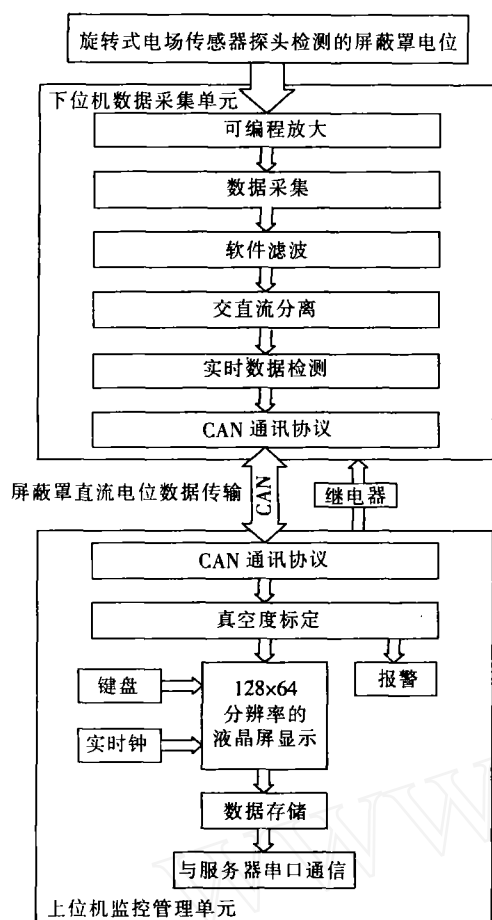 旋转式电场传感器探头检测的屏蔽罩电位
下位机数据采集单元
可编程放大
数据采集
软件滤波
交直流分离
实时数据检测
CAN 通讯协议
屏蔽罩直流电位数据传输
CAN
继电器
CAN 通讯协议
真空度标定
键盘
128×64
分辨率的
液晶屏显示
报警
实时钟
数据存储
与服务器串口通信
上位机监控管理单元
WWW